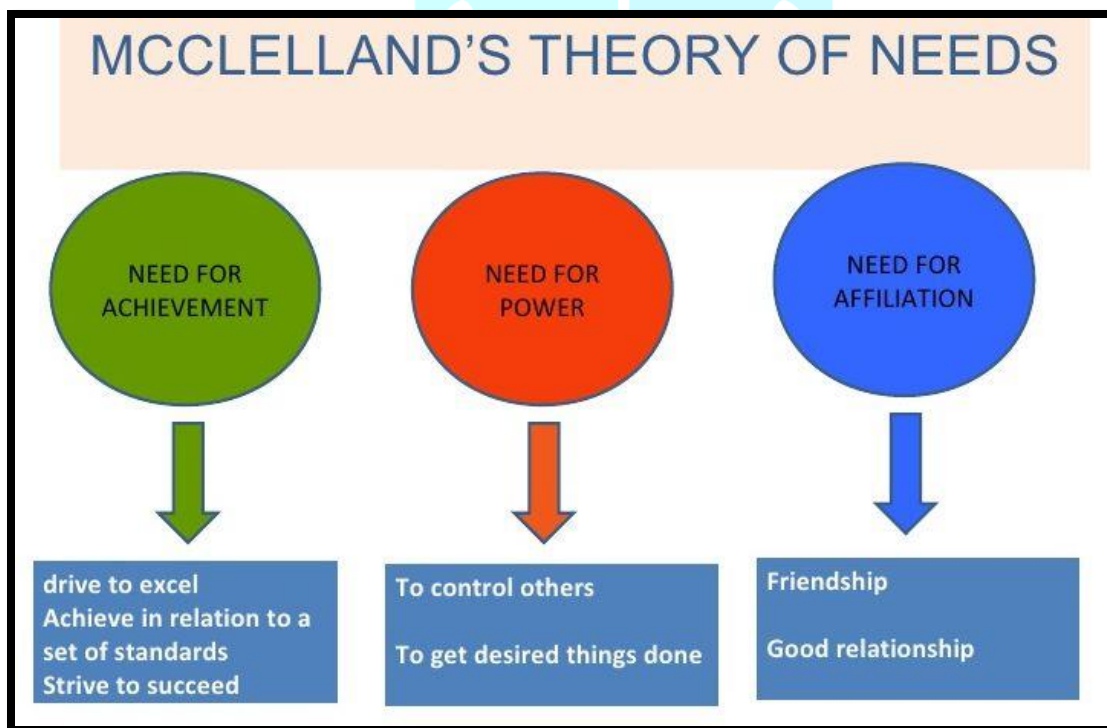 MCCLELLAND'S THEORY OF NEEDS
NEED FOR
ACHIEVEMENT
NEED FOR
POWER
NEED FOR
AFFILIATION
drive to excel
Achieve in relation to a
set of standards
Strive to succeed
To control others
To get desired things done
Friendship
Good relationship